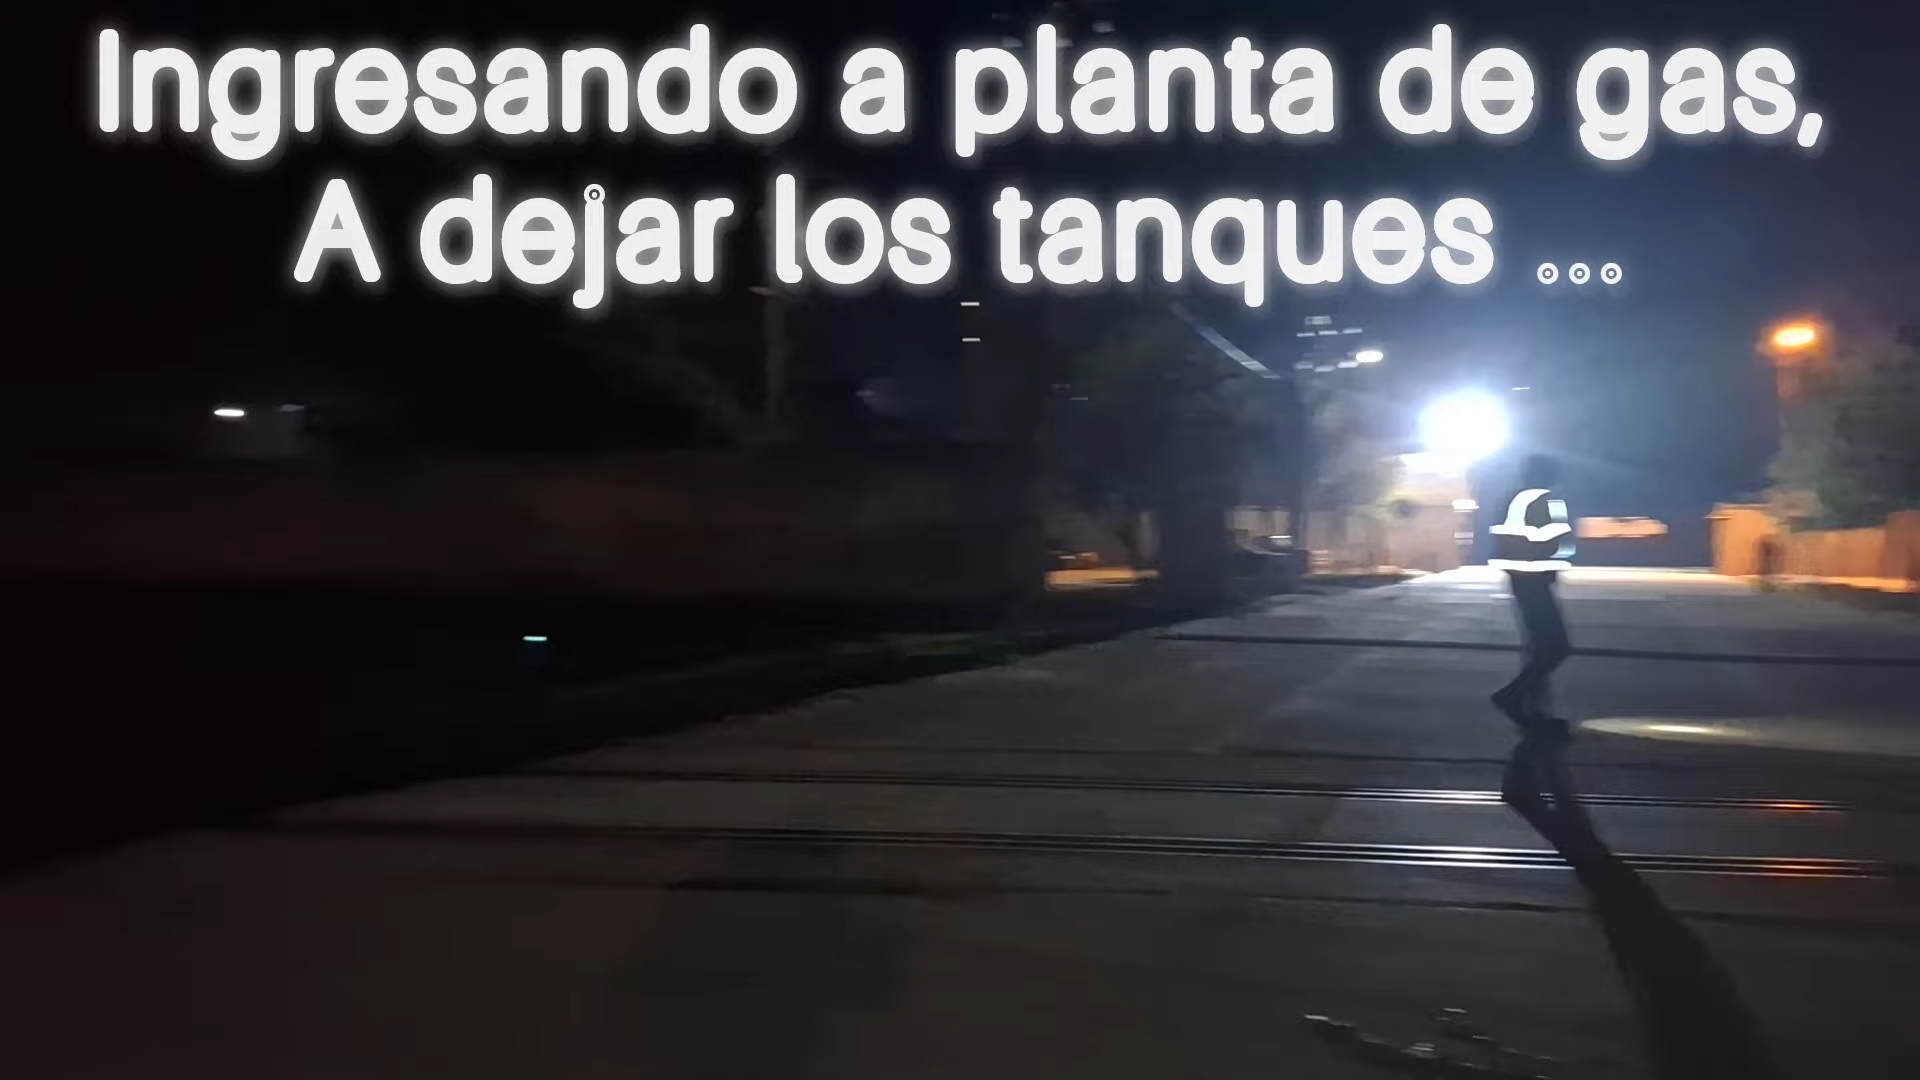 Ingresando a planta de gas,
A dejar los tanques ...